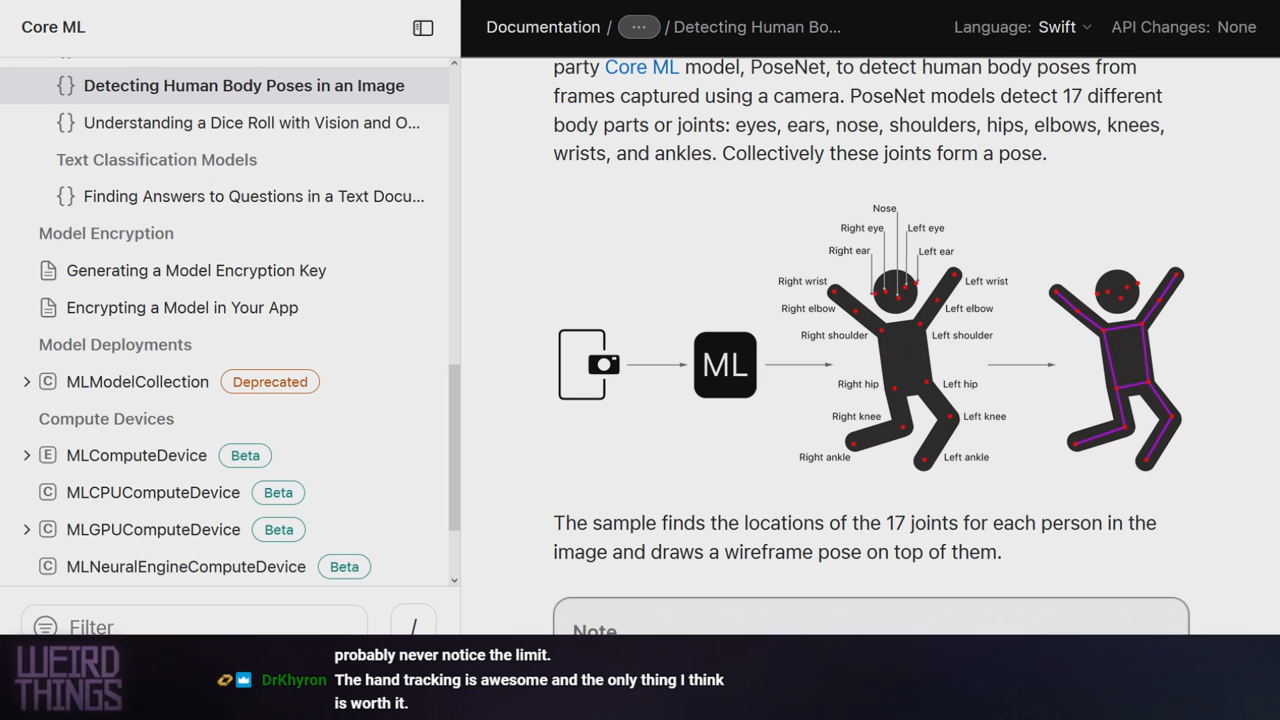 Core ML
Documentation / ··· / Detecting Human Bo...
Language: Swift
API Changes: None
{} Detecting Human Body Poses in an Image
{} Understanding a Dice Roll with Vision and O...
Text Classification Models
{} Finding Answers to Questions in a Text Docu...
Model Encryption
Generating a Model Encryption Key
Encrypting a Model in Your App
Model Deployments
C MLModelCollection Deprecated
Compute Devices
E MLComputeDevice Beta
C MLCPUComputeDevice Beta
C MLGPUComputeDevice Beta
C MLNeuralEngineComputeDevice Beta
Filter /
party Core ML model, PoseNet, to detect human body poses from
frames captured using a camera. PoseNet models detect 17 different
body parts or joints: eyes, ears, nose, shoulders, hips, elbows, knees,
wrists, and ankles. Collectively these joints form a pose.
Nose
Right eye Left eye
Right ear Left ear
Right wrist Left wrist
Right elbow Left elbow
Right shoulder Left shoulder
ML
Right hip Left hip
Right knee Left knee
Right ankle Left ankle
The sample finds the locations of the 17 joints for each person in the
image and draws a wireframe pose on top of them.
Note
WEIRD
THINGS
probably never notice the limit.
DrKhyron The hand tracking is awesome and the only thing I think
is worth it.